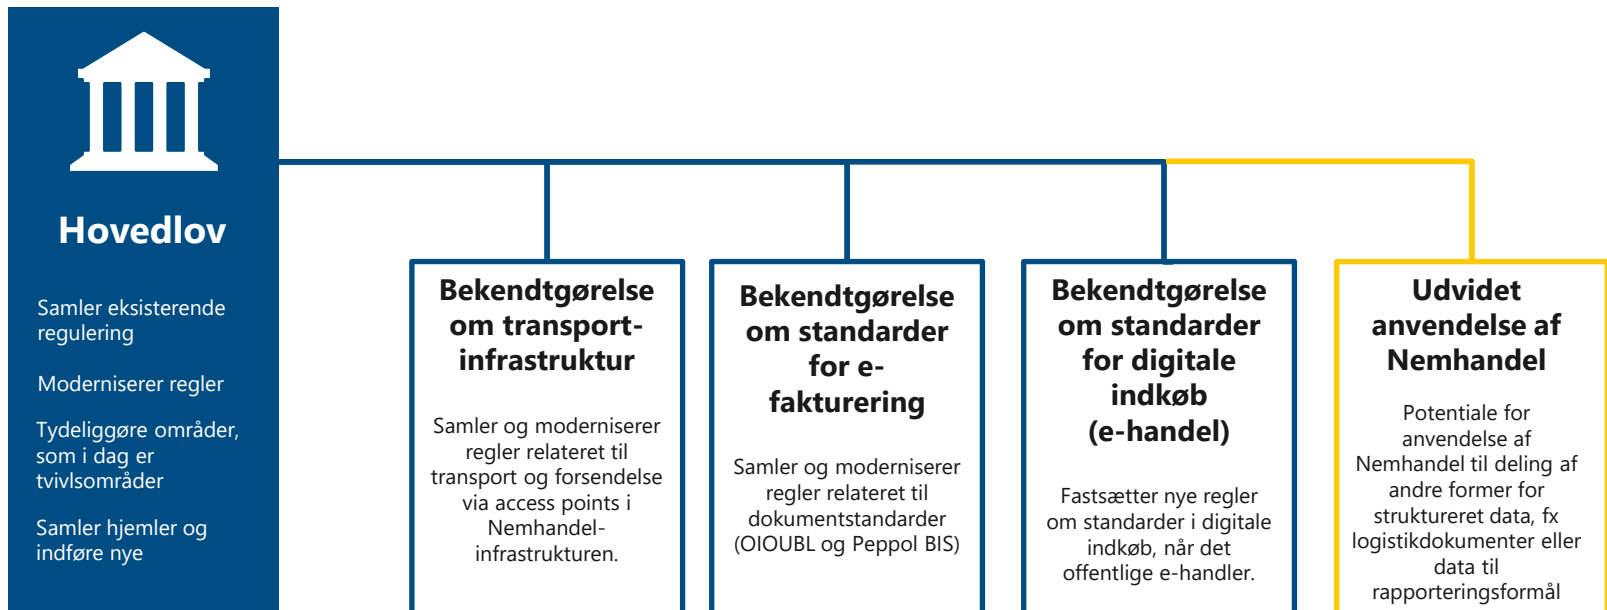 Hovedlov
Samler eksisterende
regulering
Moderniserer regler
Tydeliggøre områder,
som i dag er
tvivlsområder
Samler hjemler og
indføre nye
Bekendtgørelse
om transport-
infrastruktur
Samler og moderniserer
regler relateret til
transport og forsendelse
via access points i
Nemhandel-
infrastrukturen.
Bekendtgørelse
om standarder
for e-
fakturering
Samler og moderniserer
regler relateret til
dokumentstandarder
(OIOUBL og Peppol BIS)
Bekendtgørelse
om standarder
for digitale
indkøb
(e-handel)
Fastsætter nye regler
om standarder i digitale
indkøb, når det
offentlige e-handler.
Udvidet
anvendelse af
Nemhandel
Potentiale for
anvendelse af
Nemhandel til deling af
andre former for
struktureret data, fx
logistikdokumenter eller
data til
rapporteringsformål